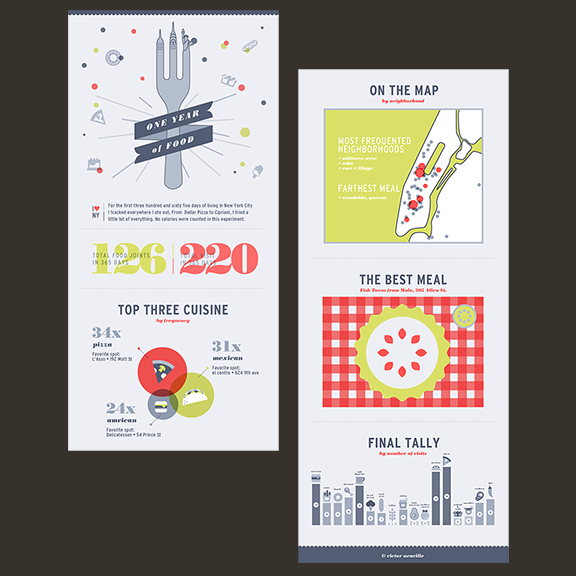 ONE YEAR
of FOOD
I NY
For the first three hundred and sixty five days of living in New York City
I tracked everywhere I ate out. From Dollar Pizza to Cipriani, I tried a
little bit of everything. No calories were counted in this experiment.
126
TOTAL FOOD JOINTS
IN 365 DAYS
220
TOTAL VISIT
IN 365 DAYS
TOP THREE CUISINE
by frequency
34x
pizza
Favorite spot:
L'Asso • 192 Mott St
31x
mexican
Favorite spot:
el centro • 824 9th ave
24x
amrican
Favorite spot:
Delicatessen • 54 Prince St
ON THE MAP
by neighborhood
MOST FREQUENTED
NEIGHBORHOODS
• midtown west
• soho
• east village
FARTHEST MEAL
• woodside, queens
THE BEST MEAL
Fish Tacos from 205 Allen St.
FINAL TALLY
by number of visits
© victor